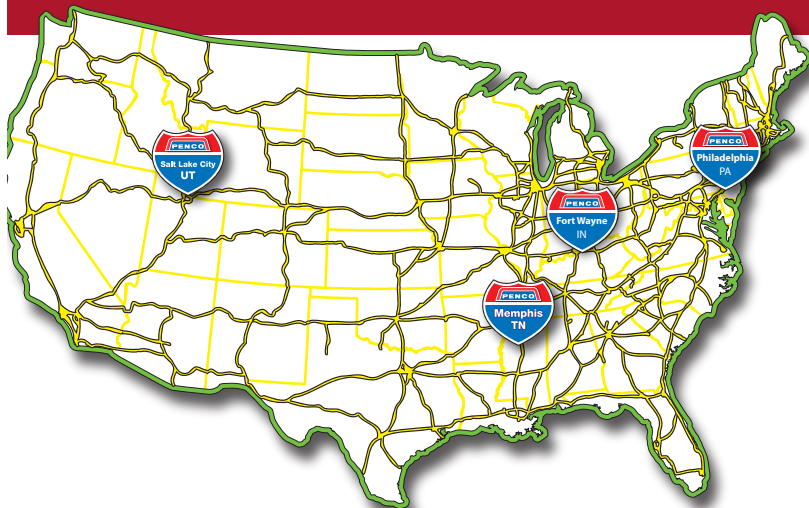 PENCO
Salt Lake City
UT
PENCO
Philadelphia
PA
PENCO
Fort Wayne
IN
PENCO
Memphis
TN